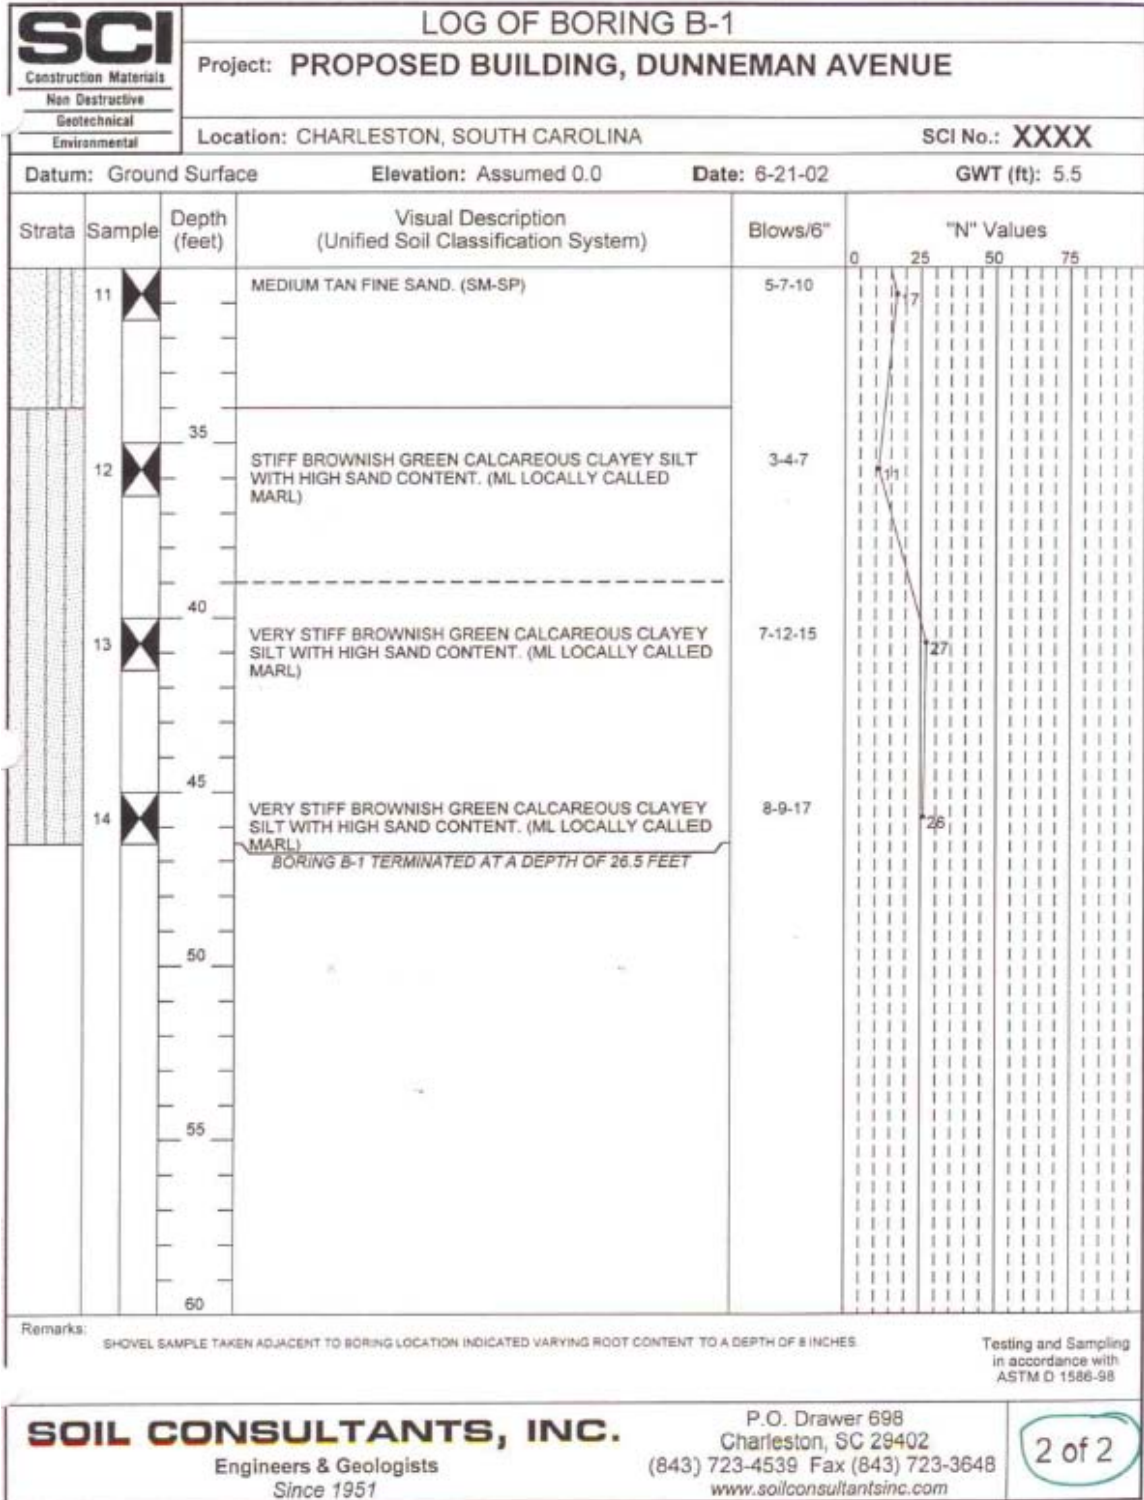 SCI
Construction Materials
Non Destructive
Geotechnical
Environmental
LOG OF BORING B-1
Project: PROPOSED BUILDING, DUNNEMAN AVENUE
Location: CHARLESTON, SOUTH CAROLINA SCI No.: XXXX
Datum: Ground Surface Elevation: Assumed 0.0 Date: 6-21-02 GWT (ft): 5.5
Strata Sample Depth (feet) Visual Description (Unified Soil Classification System) Blows/6" "N" Values
0 25 50 75
11 MEDIUM TAN FINE SAND. (SM-SP) 5-7-10 17
35
12 STIFF BROWNISH GREEN CALCAREOUS CLAYEY SILT 3-4-7 11
WITH HIGH SAND CONTENT. (ML LOCALLY CALLED
MARL)
40
13 VERY STIFF BROWNISH GREEN CALCAREOUS CLAYEY 7-12-15 27
SILT WITH HIGH SAND CONTENT. (ML LOCALLY CALLED
MARL)
45
14 VERY STIFF BROWNISH GREEN CALCAREOUS CLAYEY 8-9-17 26
SILT WITH HIGH SAND CONTENT. (ML LOCALLY CALLED
MARL)
BORING B-1 TERMINATED AT A DEPTH OF 26.5 FEET
50
55
60
Remarks:
SHOVEL SAMPLE TAKEN ADJACENT TO BORING LOCATION INDICATED VARYING ROOT CONTENT TO A DEPTH OF 8 INCHES.
Testing and Sampling
in accordance with
ASTM D 1586-98
SOIL CONSULTANTS, INC.
Engineers & Geologists
Since 1951
P.O. Drawer 698
Charleston, SC 29402
(843) 723-4539 Fax (843) 723-3648
www.soilconsultantsinc.com
2 of 2